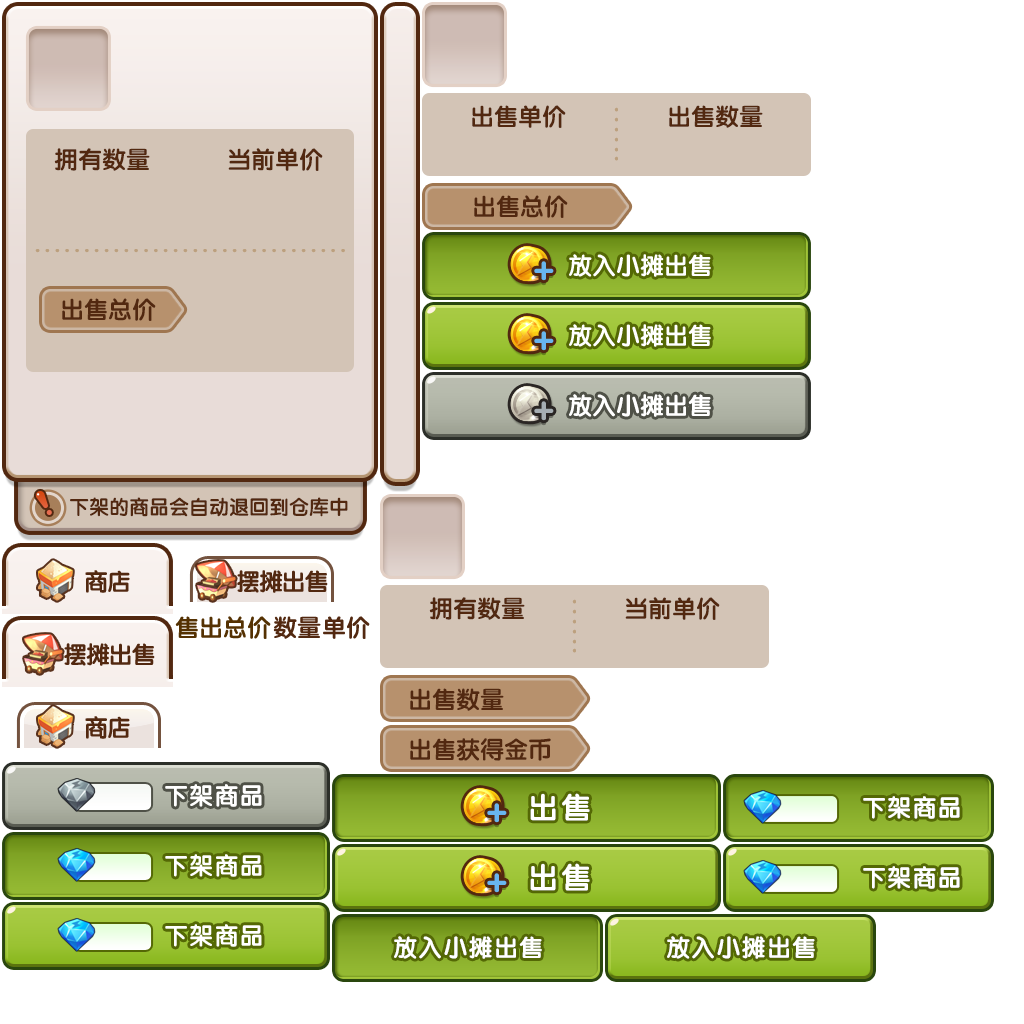 拥有数量 当前单价
出售总价
下架的商品会自动退回到仓库中
出售单价 出售数量
出售总价
放入小摊出售
放入小摊出售
放入小摊出售
商店
摆摊出售
摆摊出售
售出总价 数量单价
商店
拥有数量 当前单价
出售数量
出售获得金币
下架商品
下架商品
下架商品
出售
出售
下架商品
下架商品
放入小摊出售
放入小摊出售